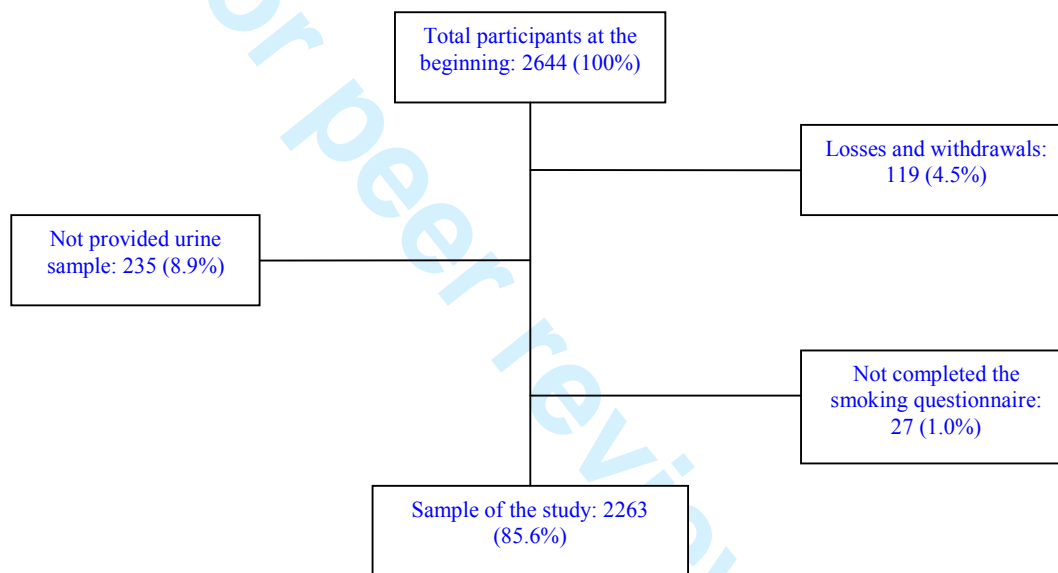 Total participants at the
beginning: 2644 (100%)
Losses and withdrawals:
119 (4.5%)
Not provided urine
sample: 235 (8.9%)
Not completed the
smoking questionnaire:
27 (1.0%)
Sample of the study: 2263
(85.6%)
or peer review